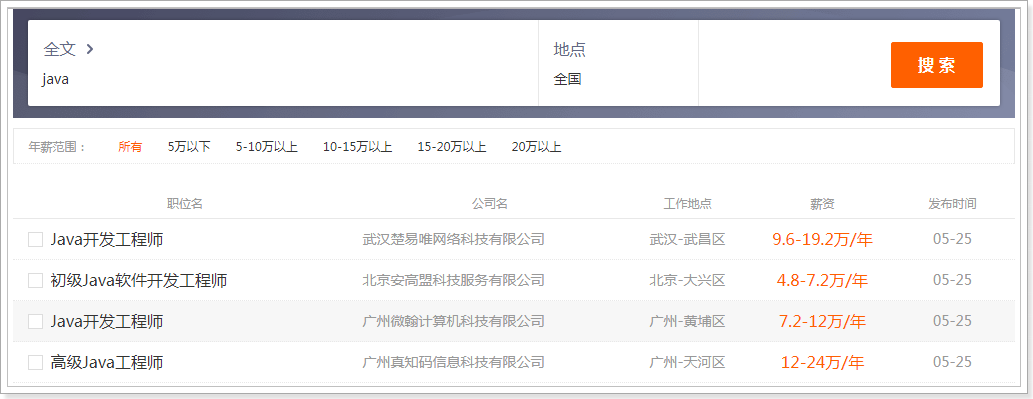 全文 >
地点
搜 索
java
全国
年薪范围： 所有 5万以下 5-10万以上 10-15万以上 15-20万以上 20万以上
职位名 公司名 工作地点 薪资 发布时间
Java开发工程师 武汉楚易唯网络科技有限公司 武汉-武昌区 9.6-19.2万/年 05-25
初级Java软件开发工程师 北京安高盟科技服务有限公司 北京-大兴区 4.8-7.2万/年 05-25
Java开发工程师 广州微翰计算机科技有限公司 广州-黄埔区 7.2-12万/年 05-25
高级Java工程师 广州真知码信息科技有限公司 广州-天河区 12-24万/年 05-25